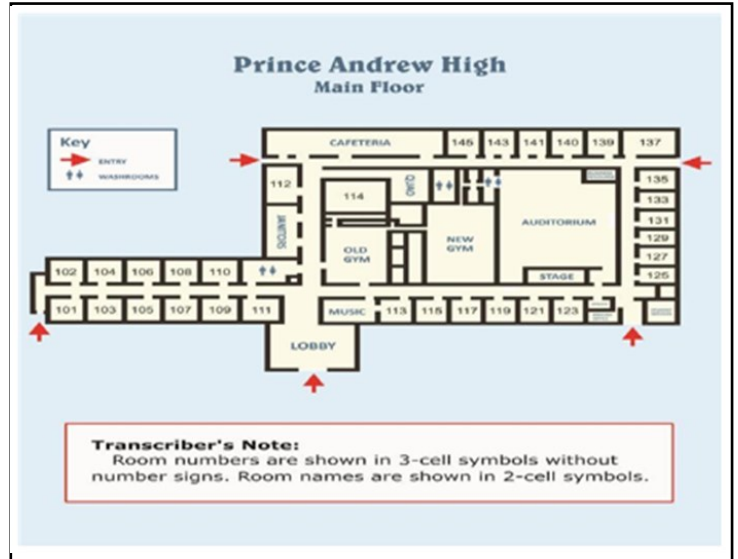 Prince Andrew High
Main Floor
Key
ENTRY
WASHROOMS
CAFETERIA
145
143
141
140
139
137
112
114
QUAD
135
133
131
129
127
125
JANITORS
OLD
GYM
NEW
GYM
AUDITORIUM
STAGE
102
104
106
108
110
101
103
105
107
109
111
MUSIC
113
115
117
119
121
123
LOBBY
Transcriber's Note:
Room numbers are shown in 3-cell symbols without
number signs. Room names are shown in 2-cell symbols.